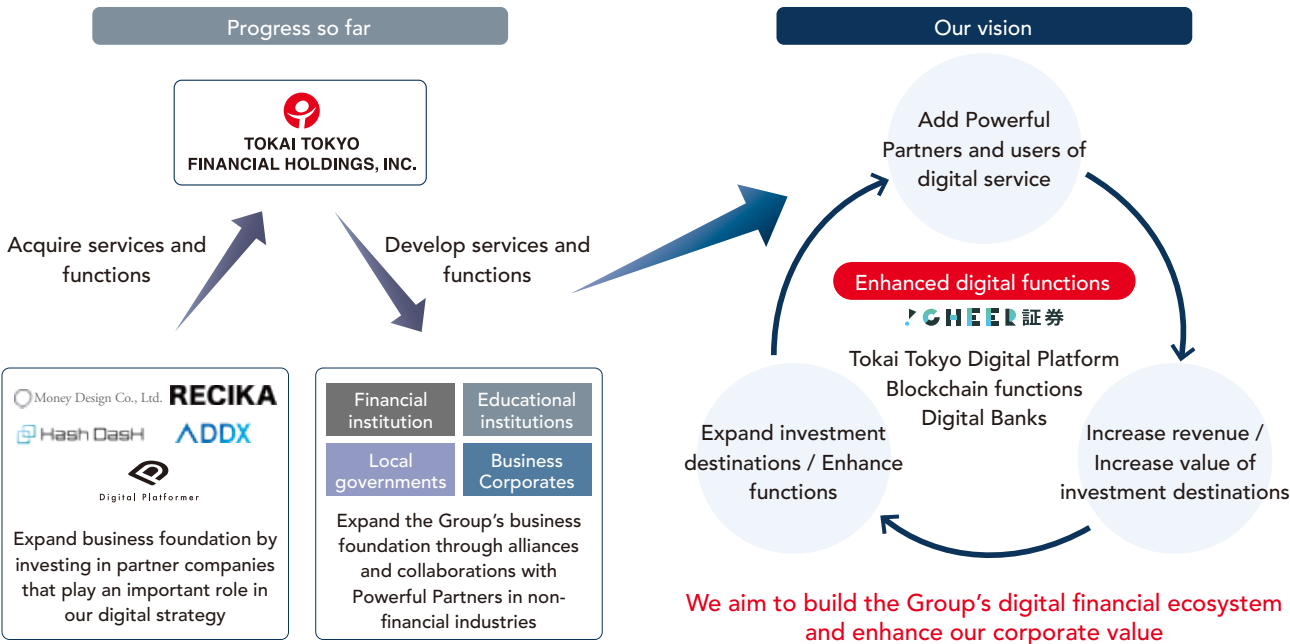 Progress so far
TOKAI TOKYO
FINANCIAL HOLDINGS, INC.
Acquire services and
functions
Develop services and
functions
Money Design Co., Ltd.
RECIKA
Hash DasH
ADDX
Digital Platformer
Expand business foundation by
investing in partner companies
that play an important role in
our digital strategy
Financial
institution
Educational
institutions
Local
governments
Business
Corporates
Expand the Group's business
foundation through alliances
and collaborations with
Powerful Partners in non-
financial industries
Our vision
Add Powerful
Partners and users of
digital service
Enhanced digital functions
CHEER証券
Tokai Tokyo Digital Platform
Blockchain functions
Digital Banks
Expand investment
destinations / Enhance
functions
Increase revenue /
Increase value of
investment destinations
We aim to build the Group's digital financial ecosystem
and enhance our corporate value